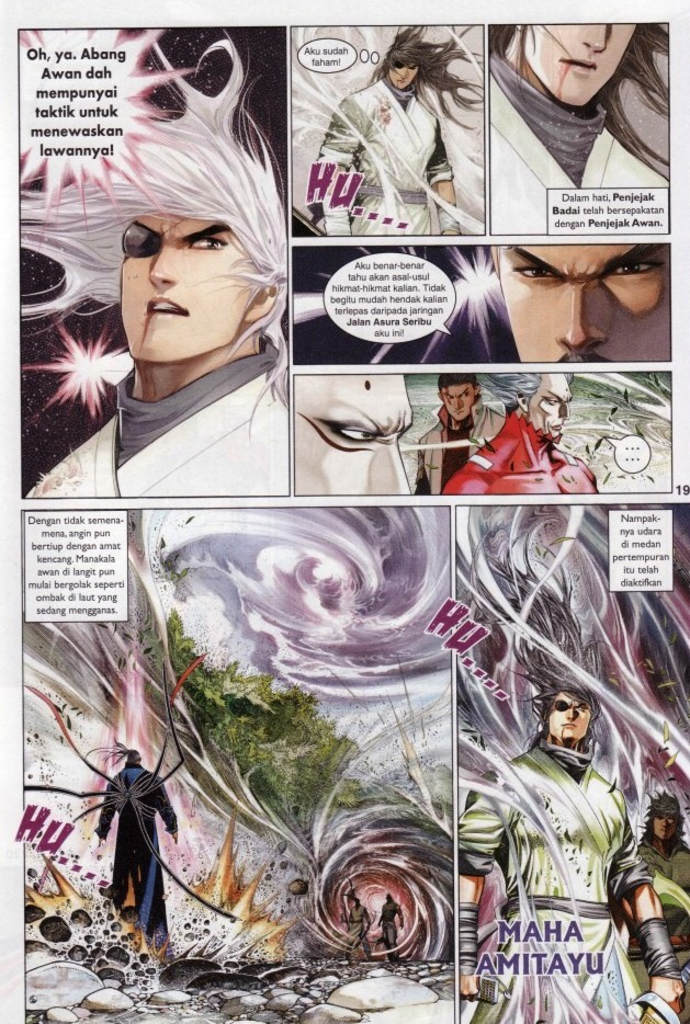 Oh, ya. Abang
Awan dah
mempunyai
taktik untuk
menewaskan
lawannya!
Aku sudah
faham!
HU....
Dalam hati, Penjejak
Badai telah bersepakatan
dengan Penjejak Awan.
Aku benar-benar
tahu akan asal-usul
hikmat-hikmat kalian. Tidak
begitu mudah hendak kalian
terlepas daripada jaringan
Jalan Asura Seribu
aku ini!
...
...
19
Dengan tidak semena-
mena, angin pun
bertiup dengan amat
kencang. Manakala
awan di langit pun
mulai bergolak seperti
ombak di laut yang
sedang mengganas.
HU....
Nampak-
nya udara
di medan
pertempuran
itu telah
diaktifkan
HU....
MAHA
AMITAYU